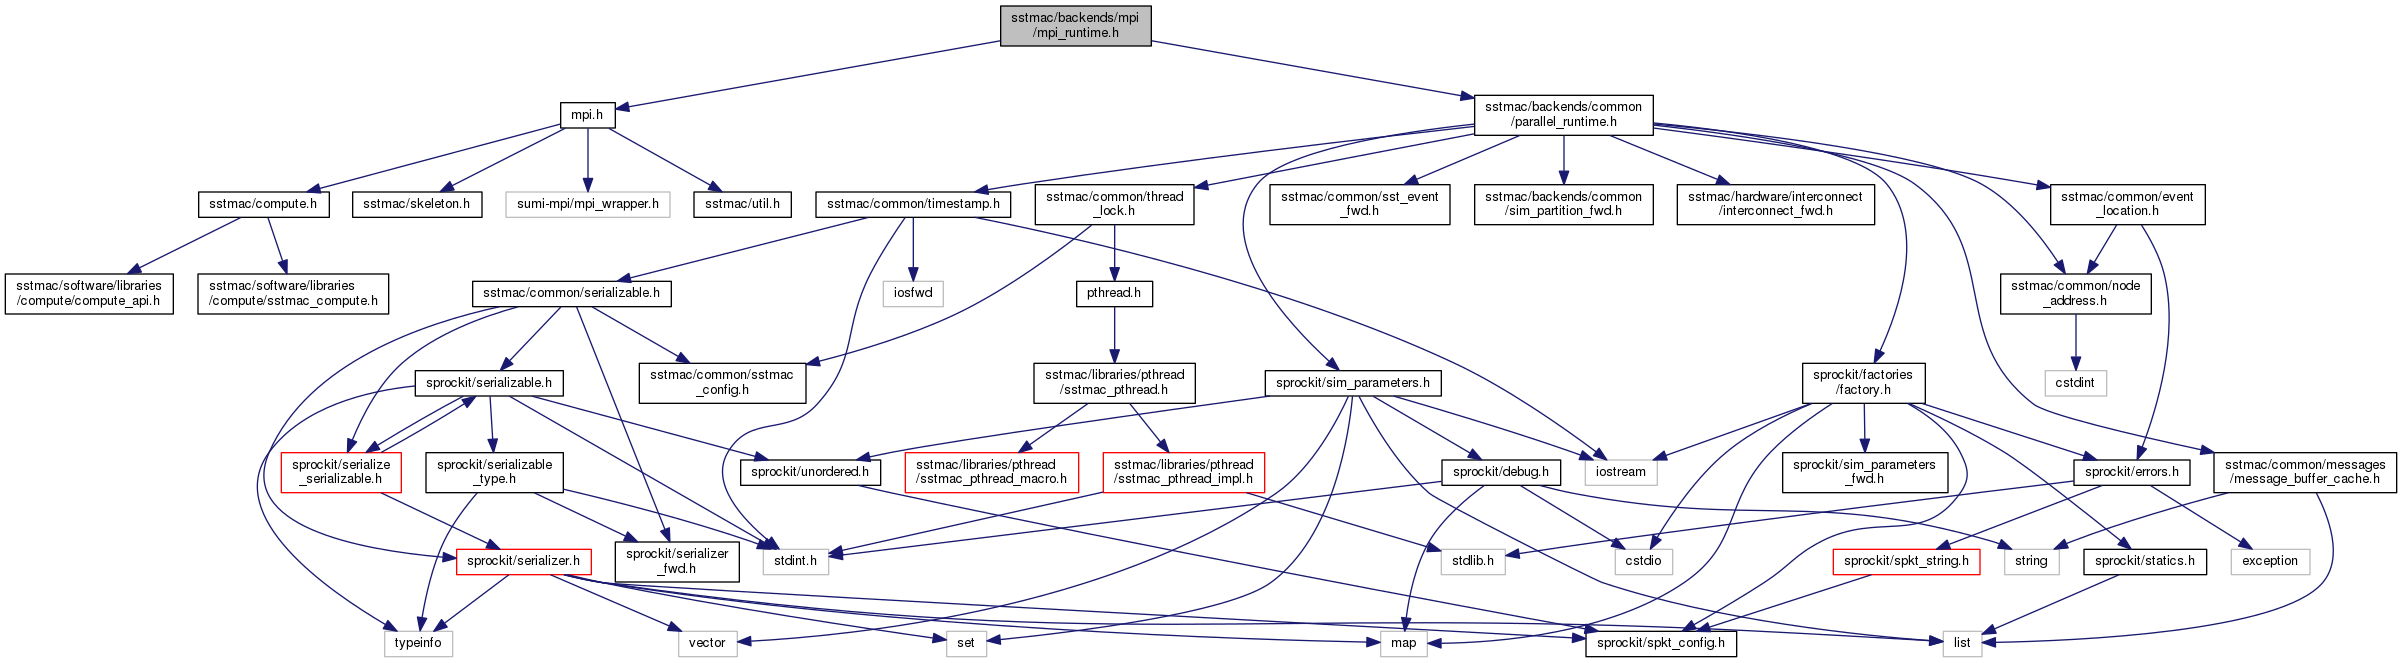 sstmac/backends/mpi
/mpi_runtime.h
mpi.h
sstmac/backends/common
/parallel_runtime.h
sstmac/compute.h
sstmac/skeleton.h
sumi-mpi/mpi_wrapper.h
sstmac/util.h
sstmac/common/timestamp.h
sstmac/common/thread
_lock.h
sstmac/common/sst_event
_fwd.h
sstmac/backends/common
/sim_partition_fwd.h
sstmac/hardware/interconnect
/interconnect_fwd.h
sstmac/common/event
_location.h
sstmac/software/libraries
/compute/compute_api.h
sstmac/software/libraries
/compute/sstmac_compute.h
sstmac/common/serializable.h
iosfwd
pthread.h
sstmac/common/node
_address.h
sprockit/serializable.h
sstmac/common/sstmac
_config.h
sstmac/libraries/pthread
/sstmac_pthread.h
sprockit/sim_parameters.h
sprockit/factories
/factory.h
cstdint
sprockit/serialize
_serializable.h
sprockit/serializable
_type.h
sprockit/unordered.h
sstmac/libraries/pthread
/sstmac_pthread_macro.h
sstmac/libraries/pthread
/sstmac_pthread_impl.h
sprockit/debug.h
iostream
sprockit/sim_parameters
_fwd.h
sprockit/errors.h
sstmac/common/messages
/message_buffer_cache.h
sprockit/serializer.h
sprockit/serializer
_fwd.h
stdint.h
stdlib.h
cstdio
sprockit/spkt_string.h
string
sprockit/statics.h
exception
typeinfo
vector
set
map
sprockit/spkt_config.h
list